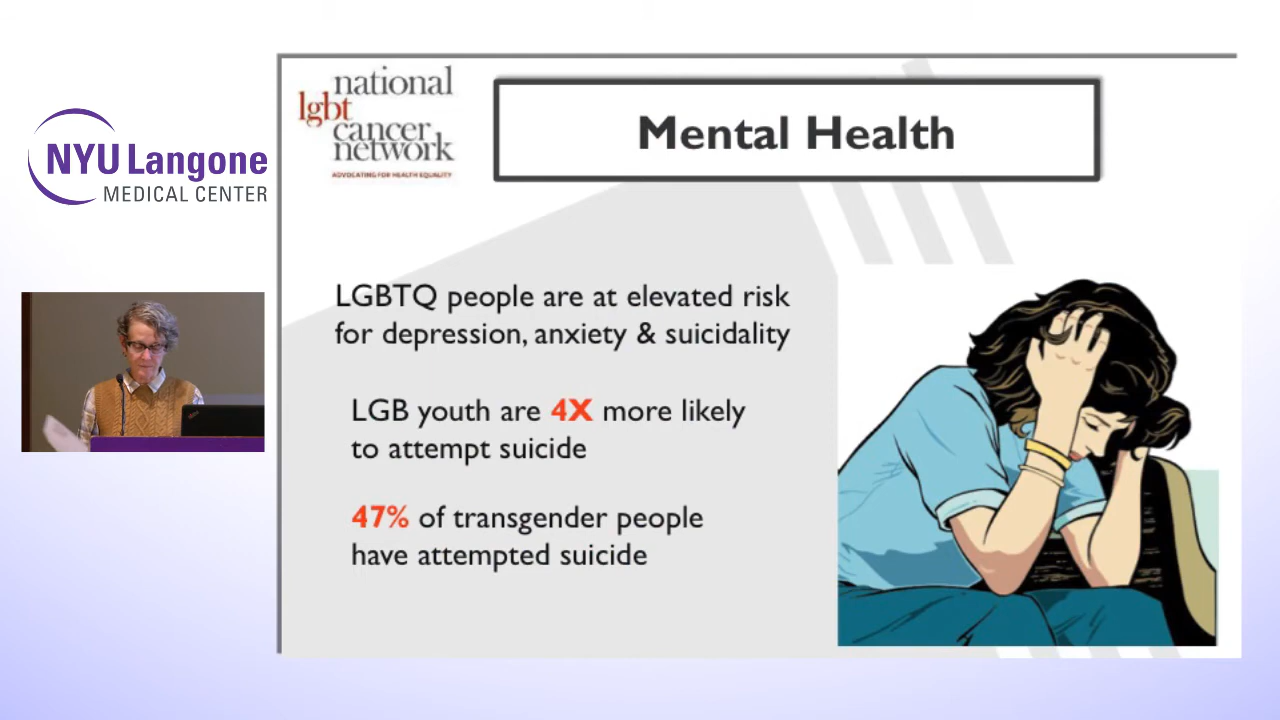 NYU Langone
MEDICAL CENTER
national
lgbt
cancer
network
ADVOCATING FOR HEALTH EQUALITY
Mental Health
LGBTQ people are at elevated risk
for depression, anxiety & suicidality
LGB youth are 4X more likely
to attempt suicide
47% of transgender people
have attempted suicide